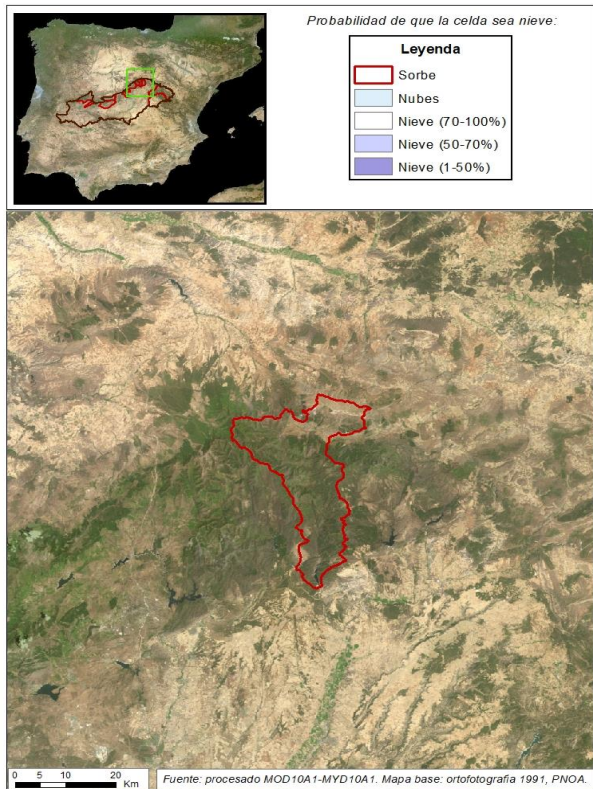 Probabilidad de que la celda sea nieve:
Leyenda
Sorbe
Nubes
Nieve (70-100%)
Nieve (50-70%)
Nieve (1-50%)
0 5 10 20
Km
Fuente: procesado MOD10A1-MYD10A1. Mapa base: ortofotografia 1991, PNOA.